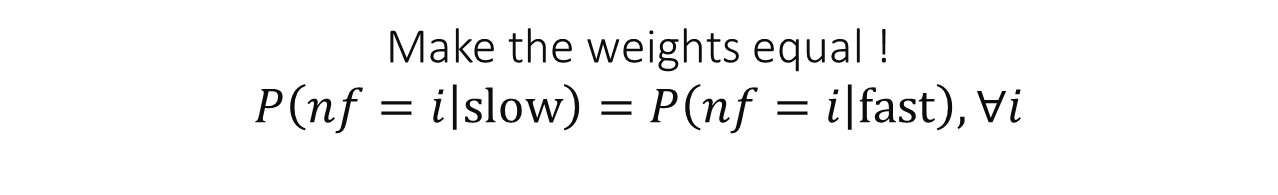 Make the weights equal !
P(nf = i|slow) = P(nf = i|fast), ∀i